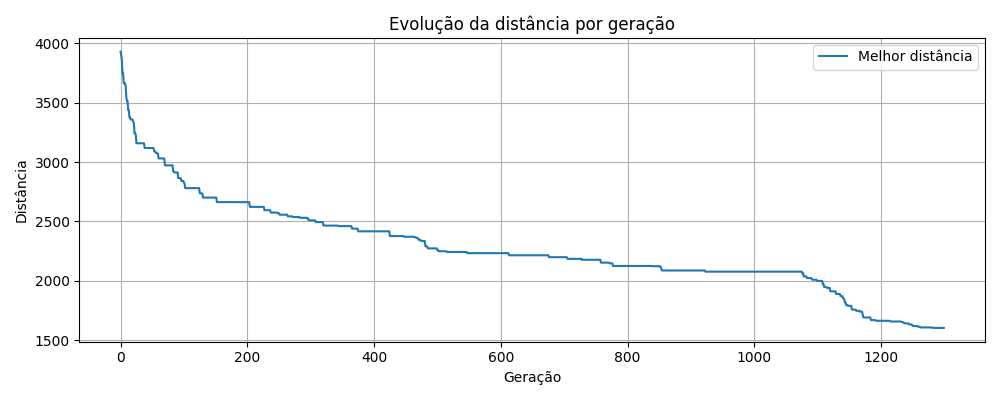 Evolução da distância por geração
Melhor distância
Distância
4000
3500
3000
2500
2000
1500
0 200 400 600 800 1000 1200
Geração